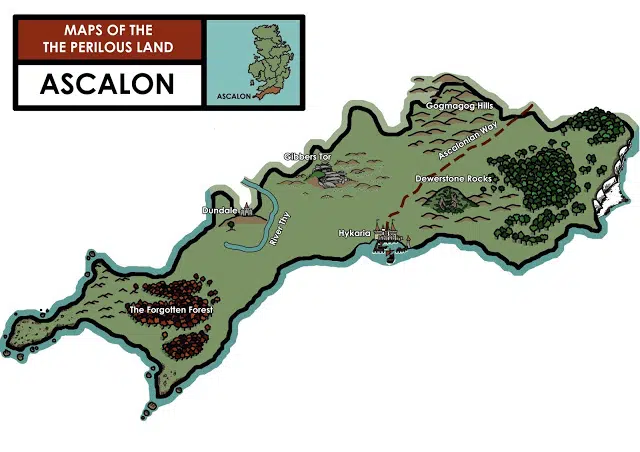 MAPS OF THE
THE PERILOUS LAND
ASCALON
ASCALON
Gogmagog Hills
Ascalonian Way
Gibbers Tor
Dewerstone Rocks
Dundale
River Thy
Hykaria
The Forgotten Forest